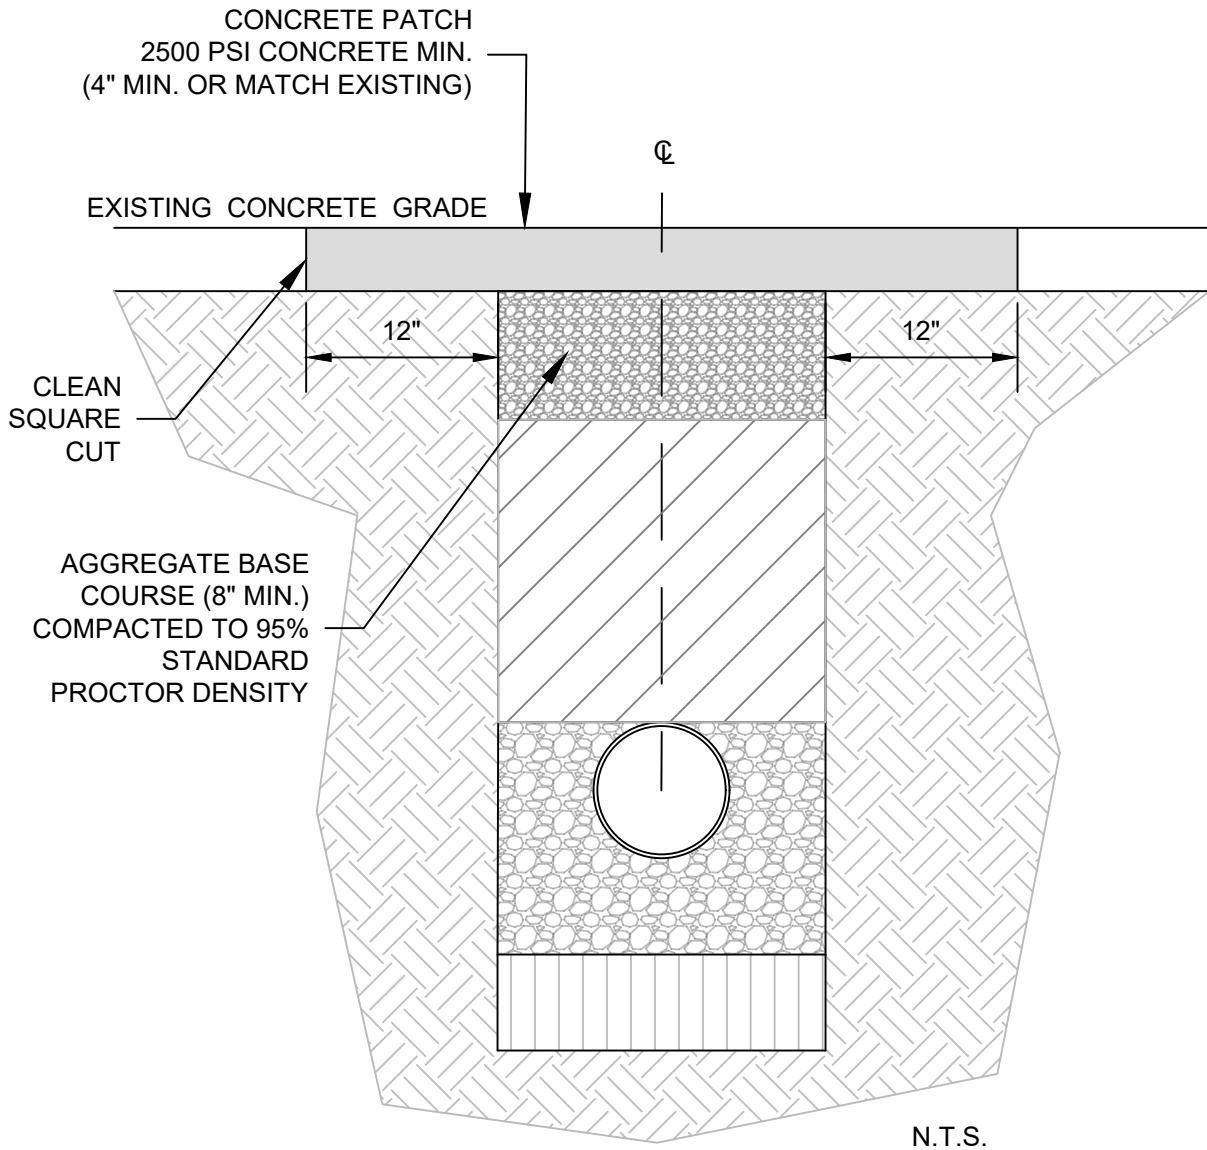 CONCRETE PATCH
2500 PSI CONCRETE MIN.
(4" MIN. OR MATCH EXISTING)
℄
EXISTING CONCRETE GRADE
12"
12"
CLEAN
SQUARE
CUT
AGGREGATE BASE
COURSE (8" MIN.)
COMPACTED TO 95%
STANDARD
PROCTOR DENSITY
N.T.S.